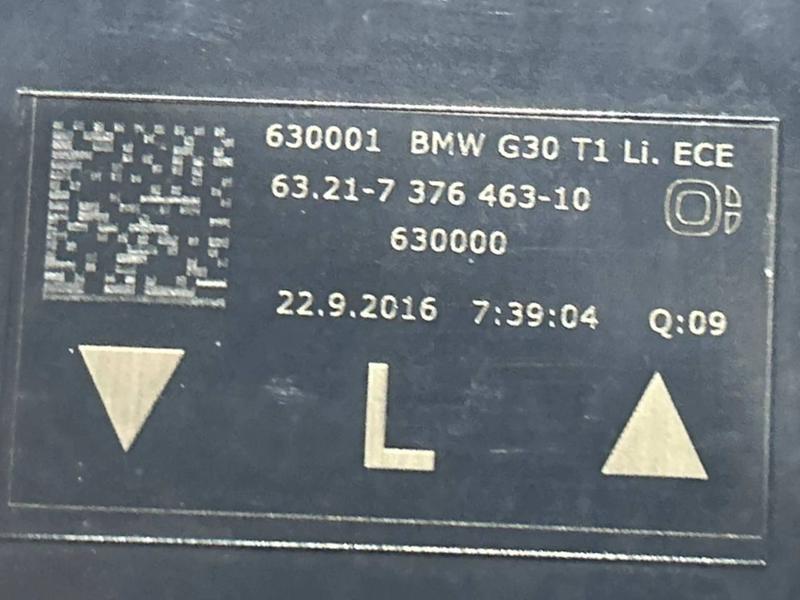 630001 BMW G30 T1 Li. ECE
63.21-7 376 463-10
630000
22.9.2016 7:39:04 Q:09
L